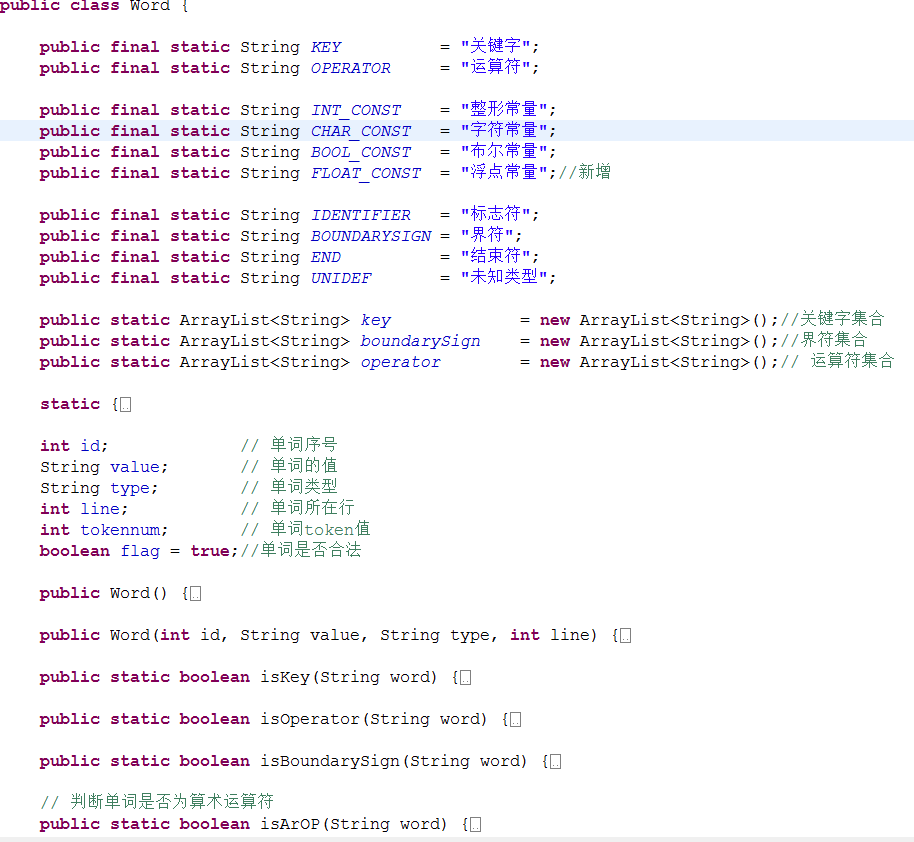 public class Word {
public final static String KEY = "关键字";
public final static String OPERATOR = "运算符";
public final static String INT_CONST = "整形常量";
public final static String CHAR_CONST = "字符常量";
public final static String BOOL_CONST = "布尔常量";
public final static String FLOAT_CONST = "浮点常量";//新增
public final static String IDENTIFIER = "标志符";
public final static String BOUNDARYSIGN = "界符";
public final static String END = "结束符";
public final static String UNIDEF = "未知类型";
public static ArrayList<String> key = new ArrayList<String>();//关键字集合
public static ArrayList<String> boundarySign = new ArrayList<String>();//界符集合
public static ArrayList<String> operator = new ArrayList<String>();// 运算符集合
static {
int id; // 单词序号
String value; // 单词的值
String type; // 单词类型
int line; // 单词所在行
int tokennum; // 单词token值
boolean flag = true;//单词是否合法
public Word() {
public Word(int id, String value, String type, int line) {
public static boolean isKey(String word) {
public static boolean isOperator(String word) {
public static boolean isBoundarySign(String word) {
// 判断单词是否为算术运算符
public static boolean isArOP(String word) {